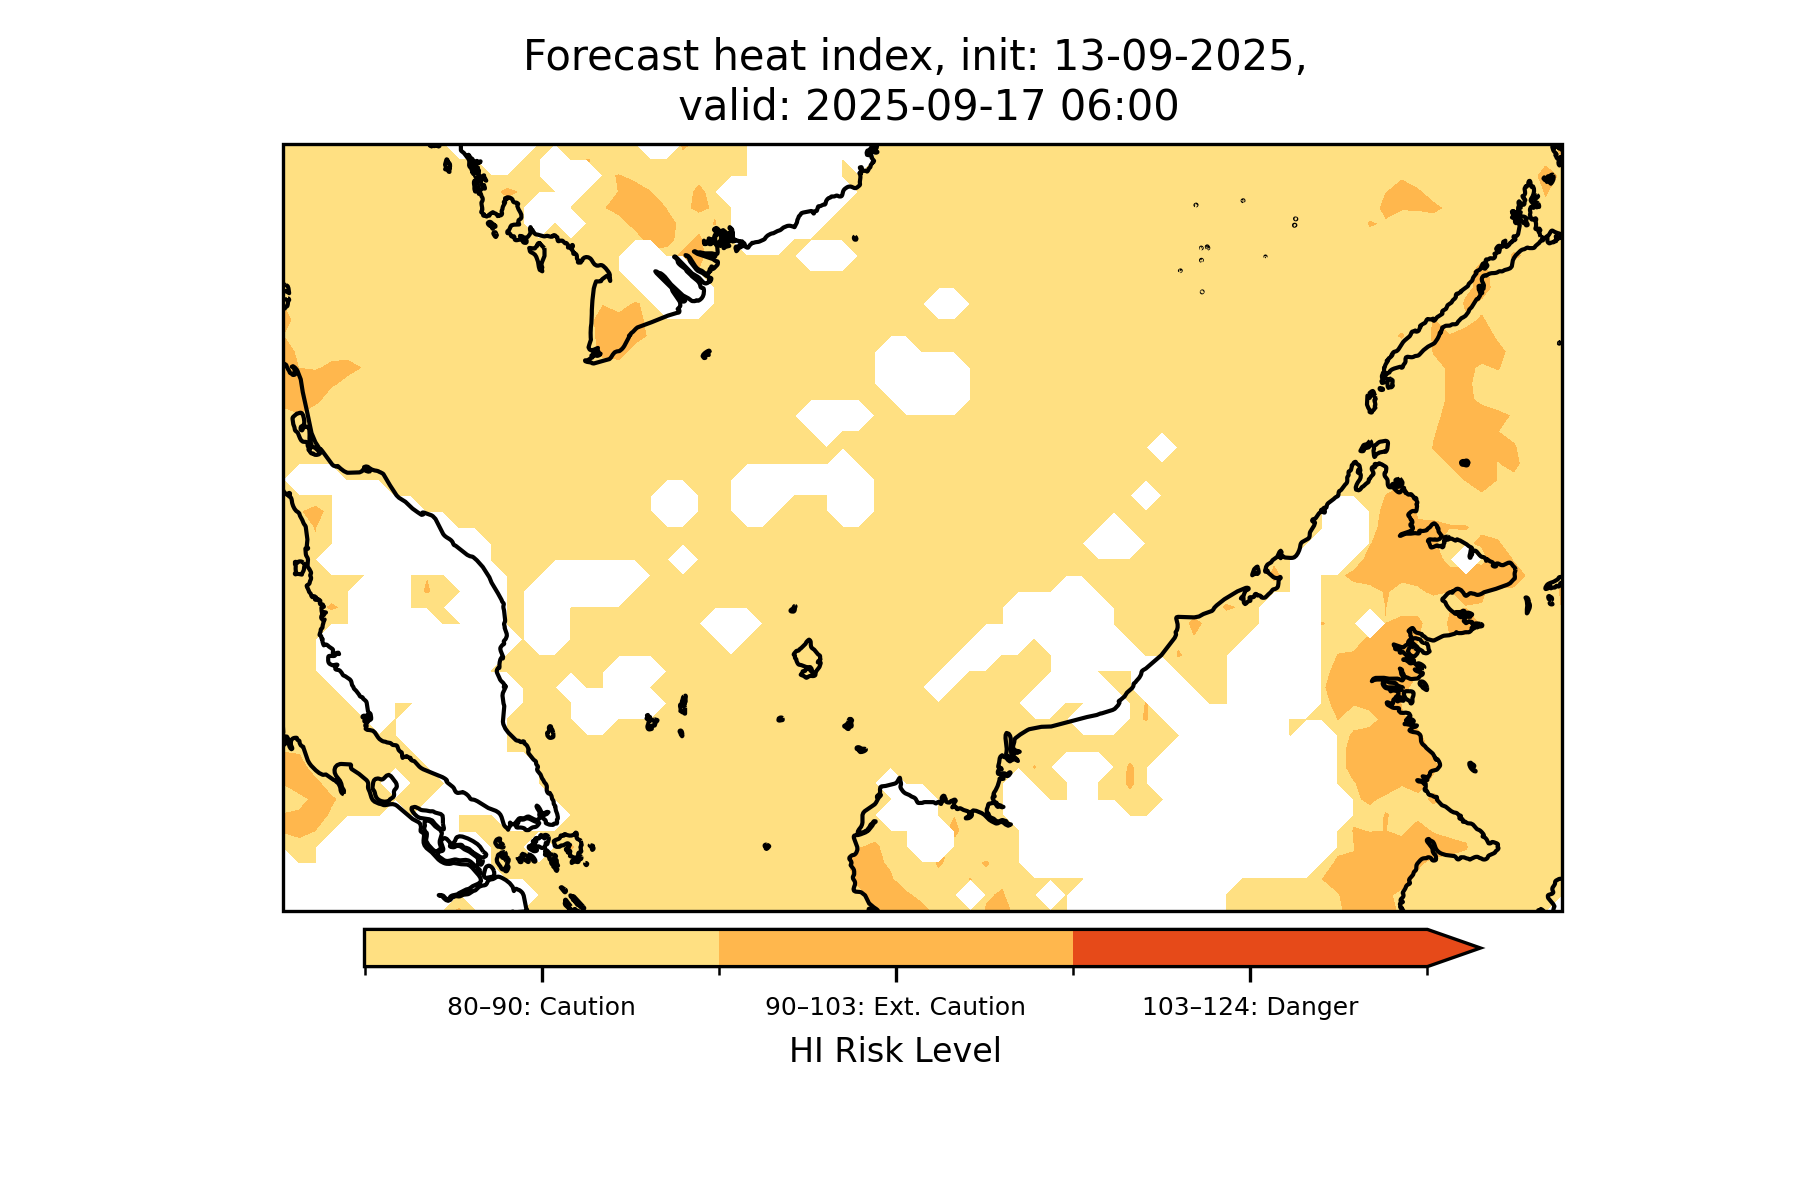 Forecast heat index, init: 13-09-2025,
valid: 2025-09-17 06:00
80–90: Caution
90–103: Ext. Caution
103–124: Danger
HI Risk Level